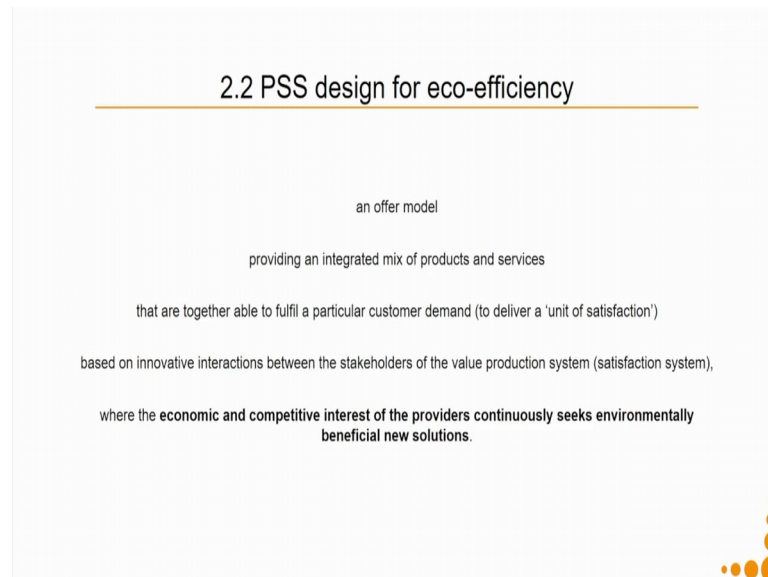 2.2 PSS design for eco-efficiency
an offer model
providing an integrated mix of products and services
that are together able to fulfil a particular customer demand (to deliver a ‘unit of satisfaction’)
based on innovative interactions between the stakeholders of the value production system (satisfaction system),
where the economic and competitive interest of the providers continuously seeks environmentally
beneficial new solutions.